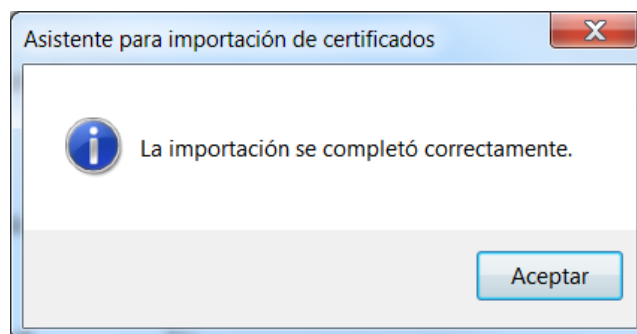 Asistente para importación de certificados
La importación se completó correctamente.
Aceptar